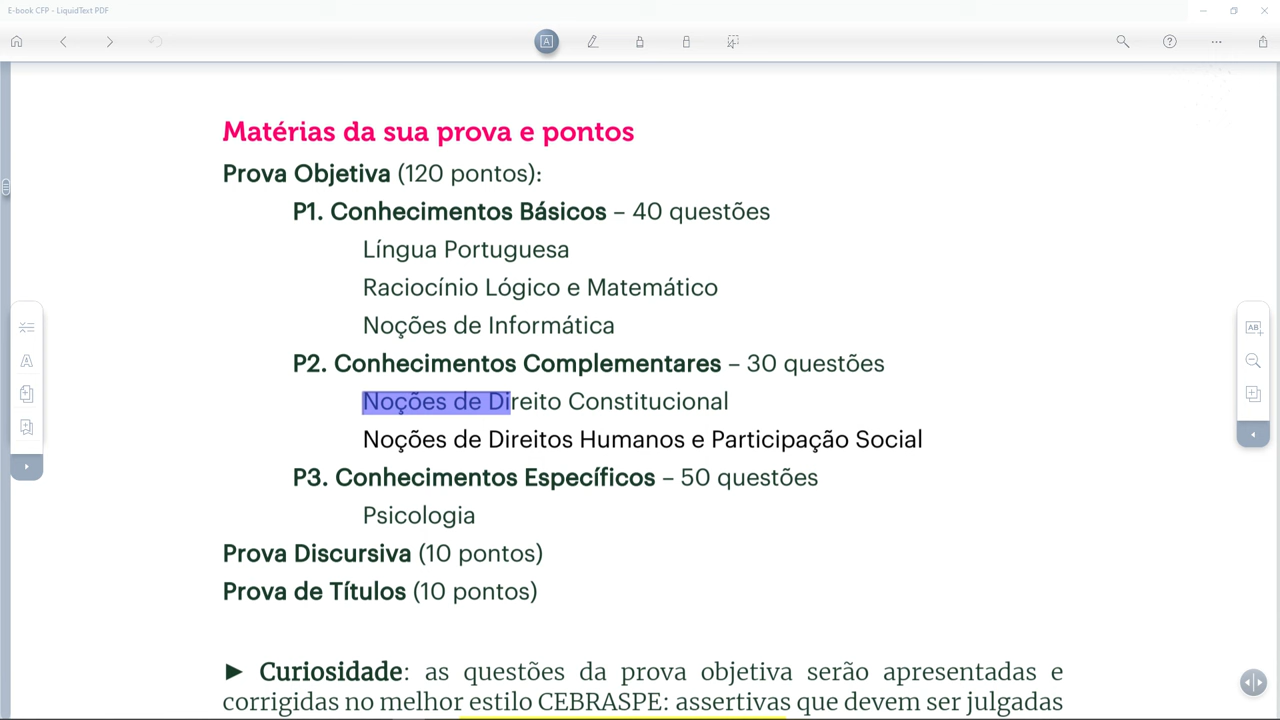 E-book CFP - LiquidText PDF
Matérias da sua prova e pontos
Prova Objetiva (120 pontos):
P1. Conhecimentos Básicos – 40 questões
Língua Portuguesa
Raciocínio Lógico e Matemático
Noções de Informática
P2. Conhecimentos Complementares – 30 questões
Noções de Direito Constitucional
Noções de Direitos Humanos e Participação Social
P3. Conhecimentos Específicos – 50 questões
Psicologia
Prova Discursiva (10 pontos)
Prova de Títulos (10 pontos)
► Curiosidade: as questões da prova objetiva serão apresentadas e
corrigidas no melhor estilo CEBRASPE: assertivas que devem ser julgadas